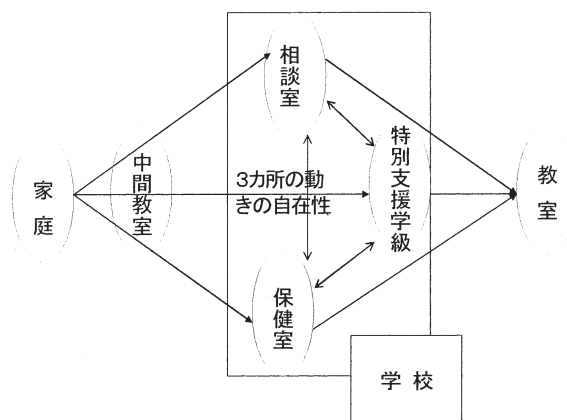 家庭
中間教室
相談室
3カ所の動
きの自在性
保健室
特別支援学級
教室
学校